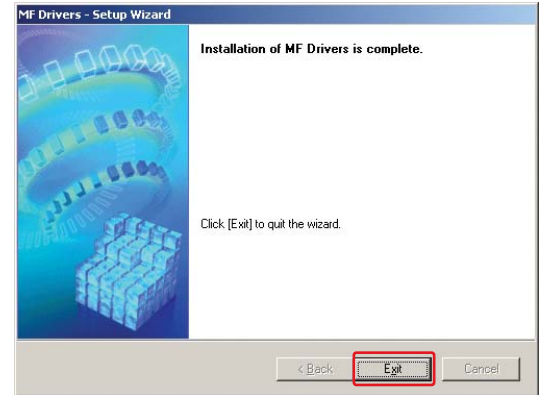 MF Drivers - Setup Wizard
Installation of MF Drivers is complete.
Click [Exit] to quit the wizard.
< Back
Exit
Cancel